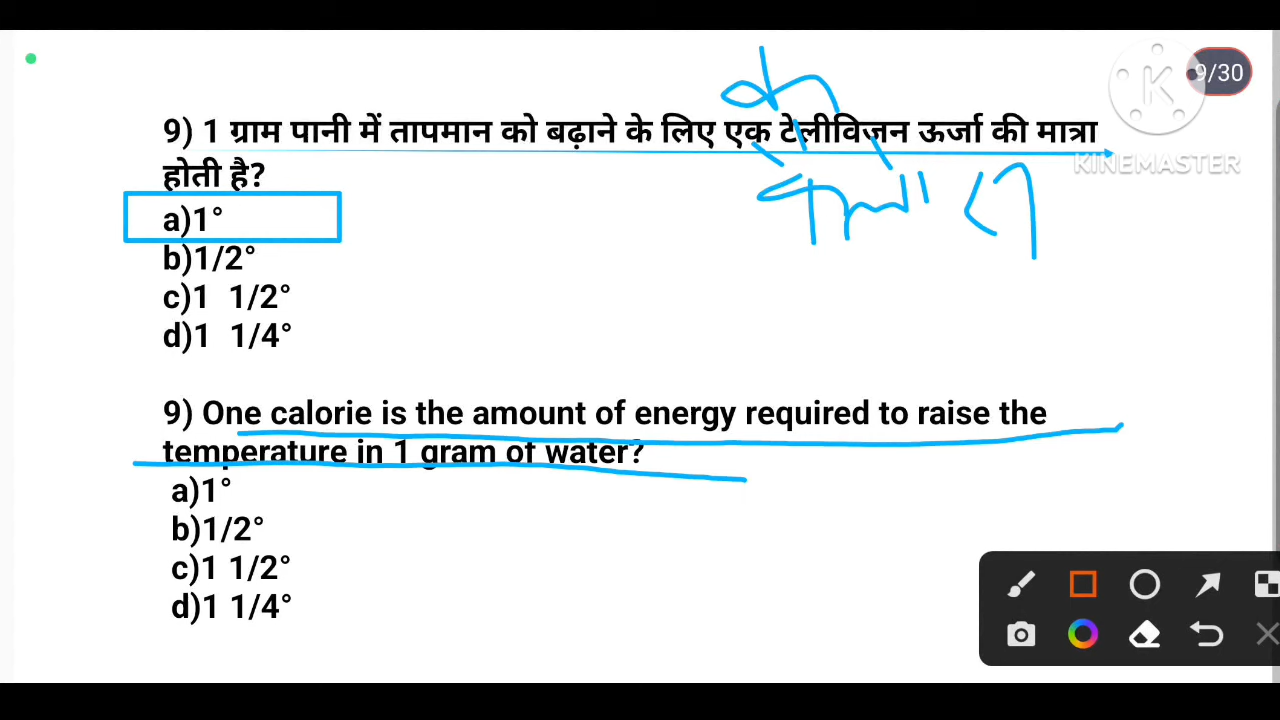 9/30
KINEMASTER
9) 1 ग्राम पानी में तापमान को बढ़ाने के लिए एक टेलीविजन ऊर्जा की मात्रा
होती है?
a)1°
b)1/2°
c)1 1/2°
d)1 1/4°
9) One calorie is the amount of energy required to raise the
temperature in 1 gram of water?
a)1°
b)1/2°
c)1 1/2°
d)1 1/4°